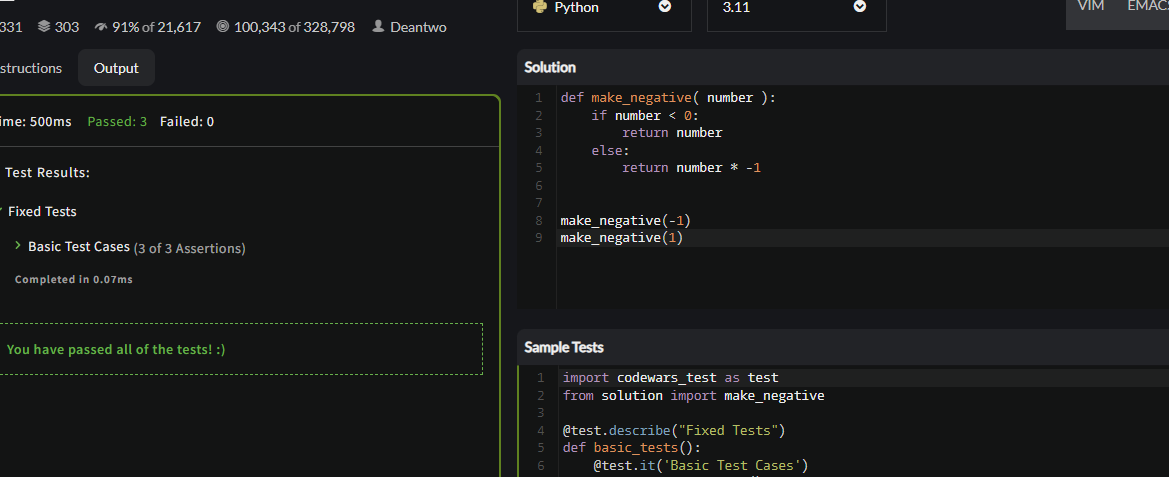 331 303 91% of 21,617 100,343 of 328,798 Deantwo
Python 3.11 VIM EMACS
structions Output
ime: 500ms Passed: 3 Failed: 0
Test Results:
Fixed Tests
Basic Test Cases (3 of 3 Assertions)
Completed in 0.07ms
You have passed all of the tests! :)
Solution
1 def make_negative( number ):
2     if number < 0:
3         return number
4     else:
5         return number * -1
6
7
8 make_negative(-1)
9 make_negative(1)
Sample Tests
1 import codewars_test as test
2 from solution import make_negative
3
4 @test.describe("Fixed Tests")
5 def basic_tests():
6     @test.it('Basic Test Cases')